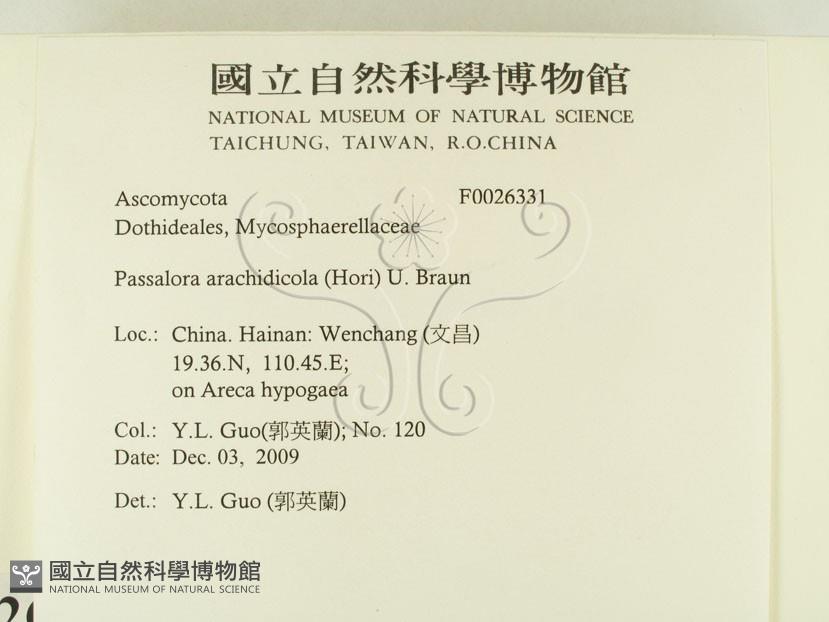 國立自然科學博物館
NATIONAL MUSEUM OF NATURAL SCIENCE
TAICHUNG, TAIWAN, R.O.CHINA
Ascomycota F0026331
Dothideales, Mycosphaerellaceae
Passalora arachidicola (Hori) U. Braun
Loc.: China. Hainan: Wenchang (文昌)
19.36.N, 110.45.E;
on Areca hypogaea
Col.: Y.L. Guo(郭英蘭); No. 120
Date: Dec. 03, 2009
Det.: Y.L. Guo (郭英蘭)
國立自然科學博物館
NATIONAL MUSEUM OF NATURAL SCIENCE